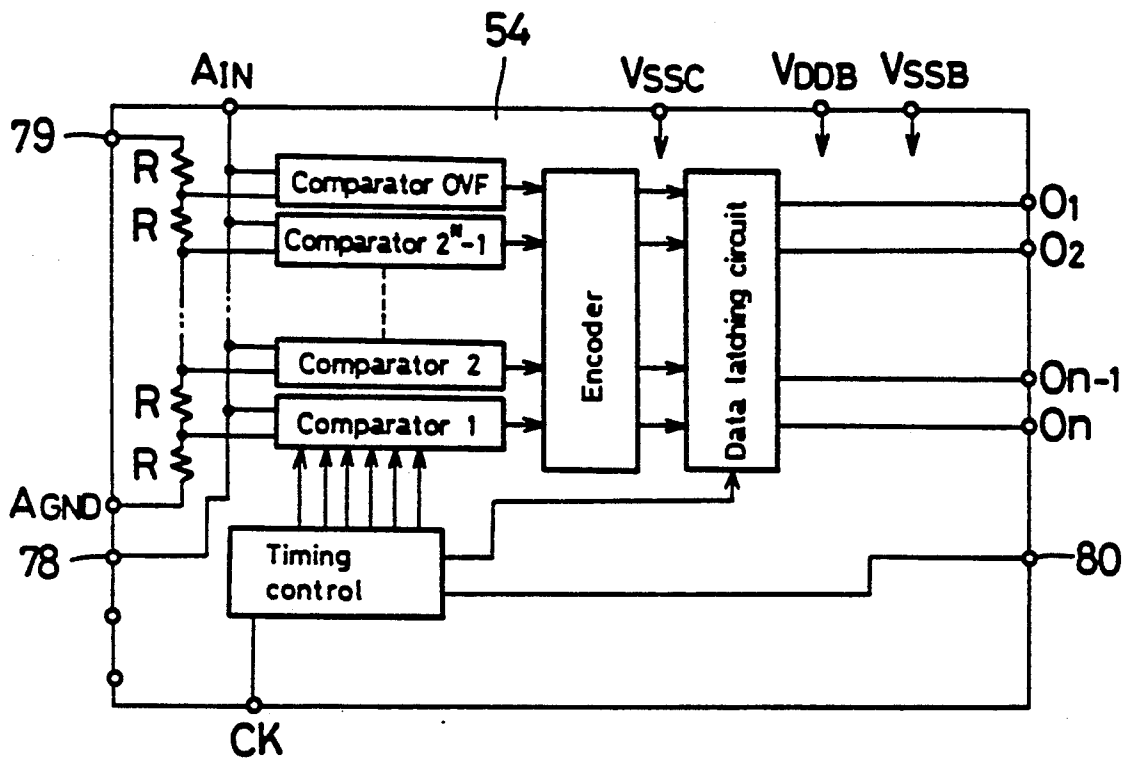 54
AIN
VSSC
VDDB
VSSB
79
R
Comparator OVF
R
Comparator 2ᴺ-1
Comparator 2
R
Comparator 1
R
Encoder
Data latching circuit
O1
O2
On-1
On
AGND
78
Timing
control
80
CK